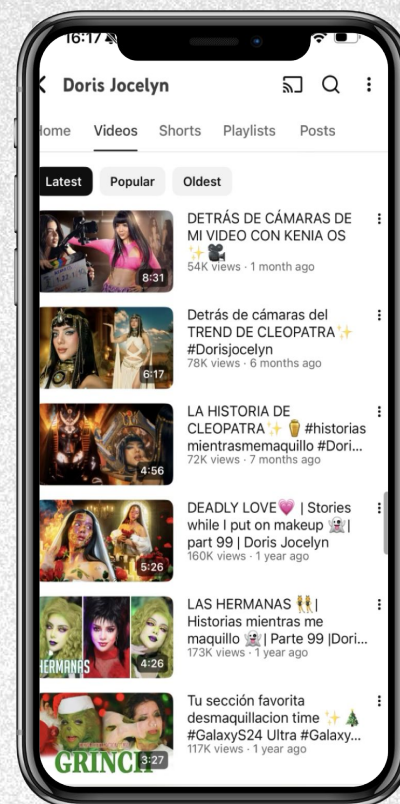 16:17
Doris Jocelyn
Home Videos Shorts Playlists Posts
Latest Popular Oldest
DETRÁS DE CÁMARAS DE
MI VIDEO CON KENIA OS
✨🎥
54K views · 1 month ago
8:31
Detrás de cámaras del
TREND DE CLEOPATRA✨
#Dorisjocelyn
78K views · 6 months ago
6:17
LA HISTORIA DE
CLEOPATRA✨⚱️ #historias
mientrasmemaquillo #Dori...
72K views · 7 months ago
4:56
DEADLY LOVE💗 | Stories
while I put on makeup 👻|
part 99 | Doris Jocelyn
160K views · 1 year ago
5:26
LAS HERMANAS 👯|
Historias mientras me
maquillo 👻| Parte 99 |Dori...
173K views · 1 year ago
HERMANAS
4:26
Tu sección favorita
desmaquillacion time ✨🎄
#GalaxyS24 Ultra #Galaxy...
117K views · 1 year ago
GRINCH
3:27